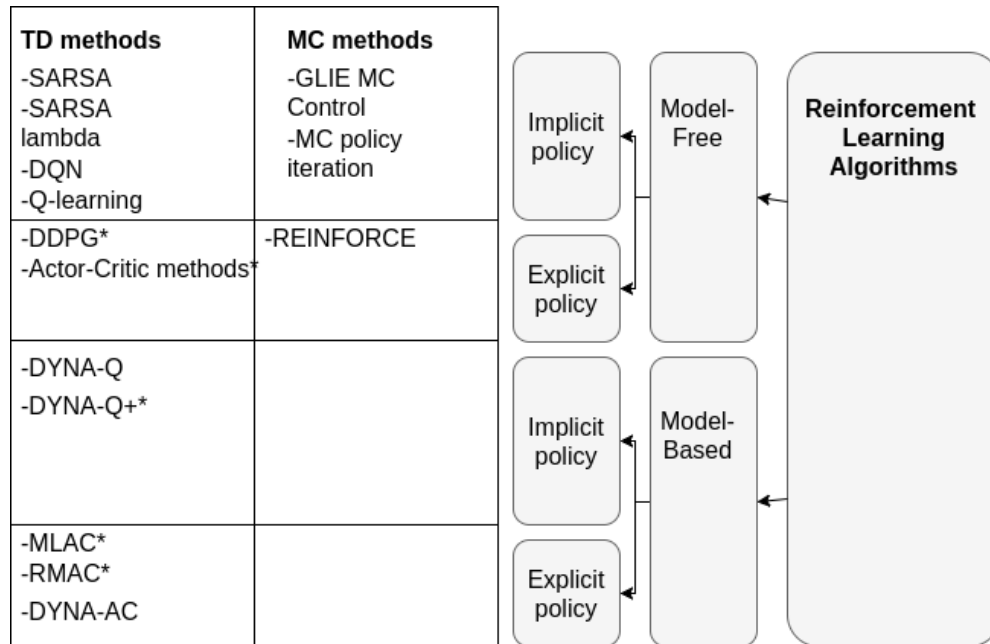 TD methods
-SARSA
-SARSA
lambda
-DQN
-Q-learning
MC methods
-GLIE MC
Control
-MC policy
iteration
-DDPG*
-Actor-Critic methods*
-REINFORCE
-DYNA-Q
-DYNA-Q+*
-MLAC*
-RMAC*
-DYNA-AC
Implicit
policy
Explicit
policy
Implicit
policy
Explicit
policy
Model-
Free
Model-
Based
Reinforcement
Learning
Algorithms